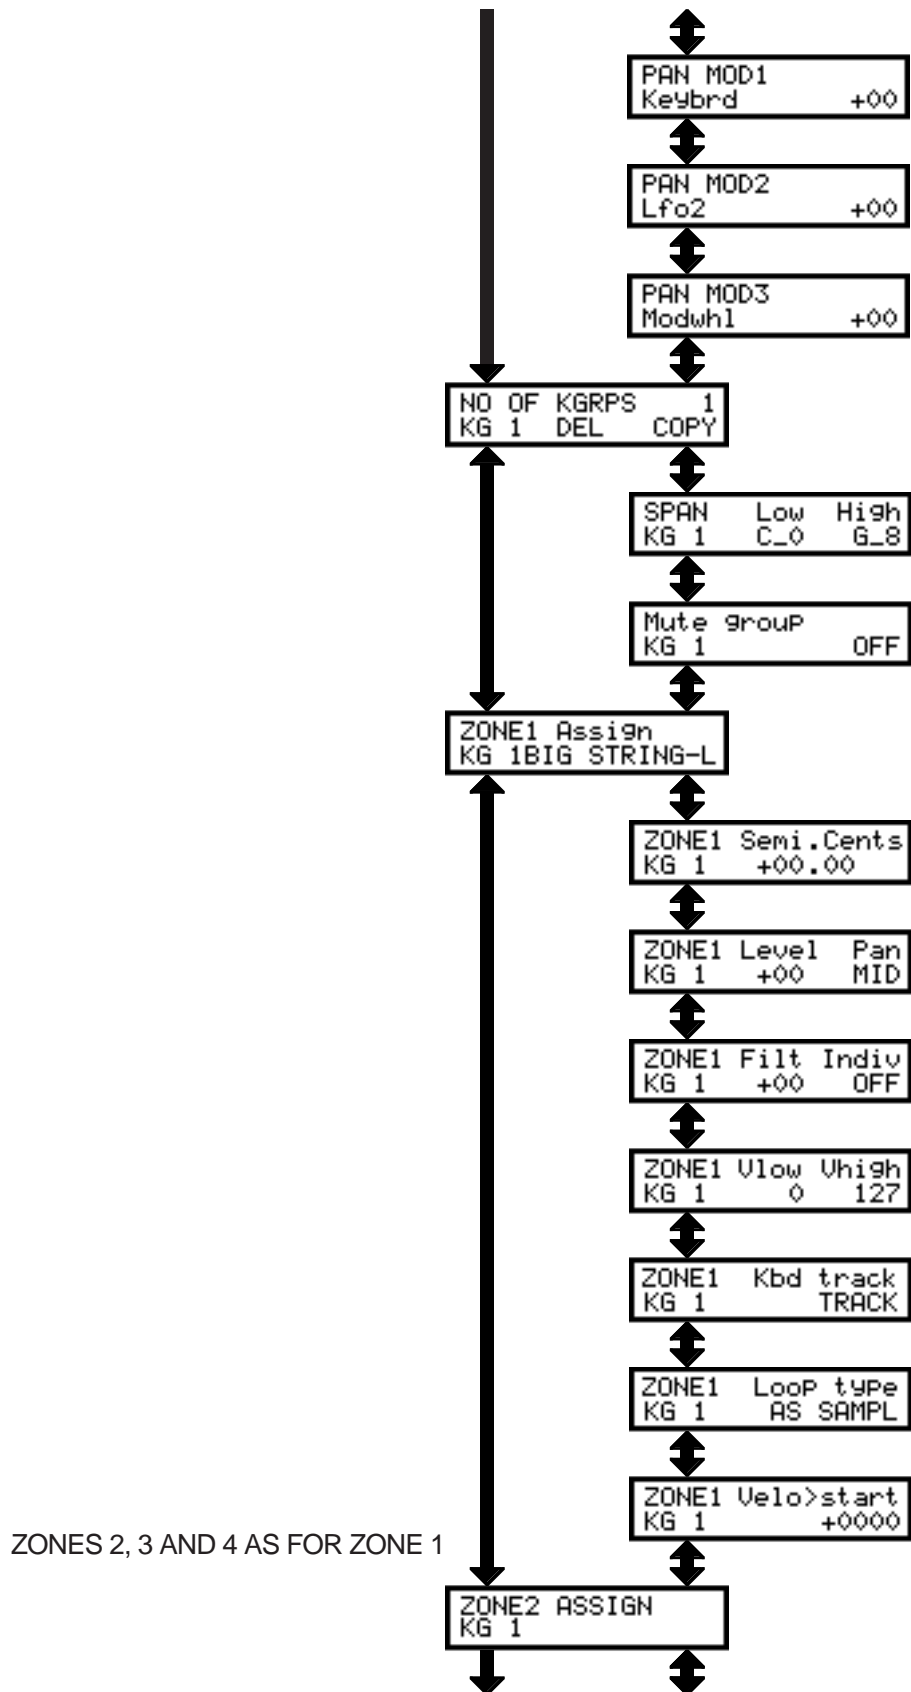 PAN MOD1
Keybrd +00
PAN MOD2
Lfo2 +00
PAN MOD3
Modwhl +00
NO OF KGRPS 1
KG 1 DEL COPY
SPAN Low High
KG 1 C_0 G_8
Mute group
KG 1 OFF
ZONE1 Assign
KG 1BIG STRING-L
ZONE1 Semi.Cents
KG 1 +00.00
ZONE1 Level Pan
KG 1 +00 MID
ZONE1 Filt Indiv
KG 1 +00 OFF
ZONE1 Vlow Vhigh
KG 1 0 127
ZONE1 Kbd track
KG 1 TRACK
ZONE1 Loop type
KG 1 AS SAMPL
ZONE1 Velo>start
KG 1 +0000
ZONES 2, 3 AND 4 AS FOR ZONE 1
ZONE2 ASSIGN
KG 1